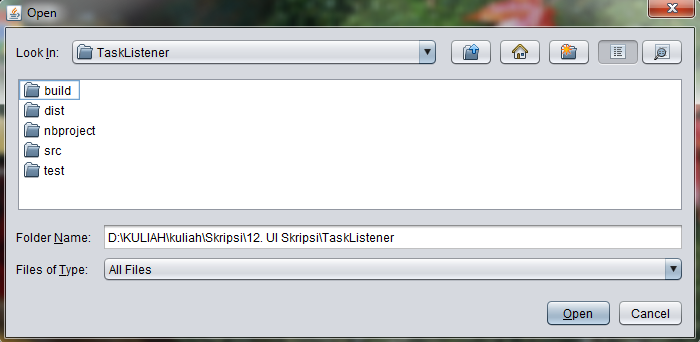 Open
Look In: TaskListener
build
dist
nbproject
src
test
Folder Name: D:\KULIAH\kuliah\Skripsi\12. UI Skripsi\TaskListener
Files of Type: All Files
Open Cancel